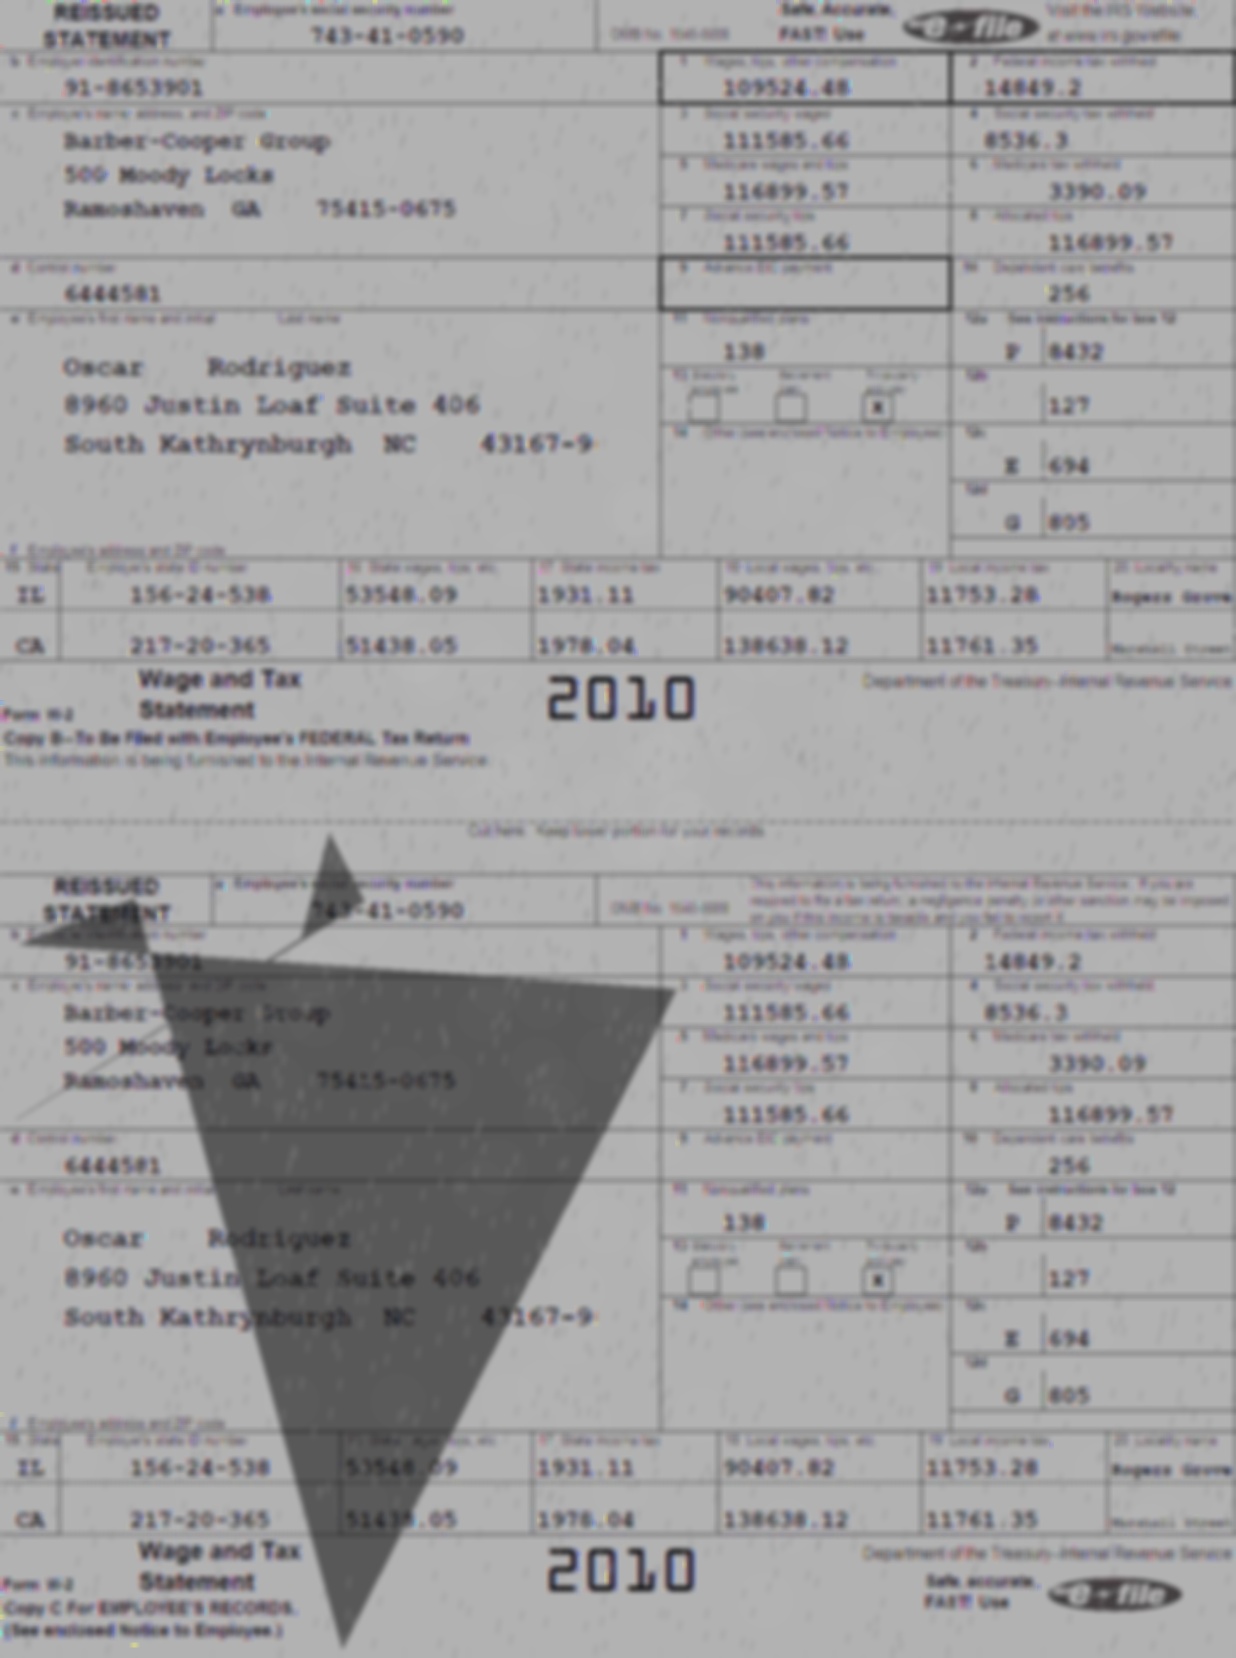 REISSUED STATEMENT
a Employee's social security number
743-41-0590
OMB No. 1545-0008
Safe, Accurate, FAST! Use
e-file
Visit the IRS Website at www.irs.gov/efile
b Employer identification number
91-8653901
1 Wages, tips, other compensation
109524.48
2 Federal income tax withheld
14849.2
c Employer's name, address, and ZIP code
Barber-Cooper Group
500 Moody Locks
Ramoshaven GA 75415-0675
3 Social security wages
111585.66
4 Social security tax withheld
8536.3
5 Medicare wages and tips
116899.57
6 Medicare tax withheld
3390.09
7 Social security tips
111585.66
8 Allocated tips
116899.57
d Control number
6444581
9 Advance EIC payment
10 Dependent care benefits
256
e Employee's first name and initial Last name
Oscar Rodriguez
8960 Justin Loaf Suite 406
South Kathrynburgh NC 43167-9
11 Nonqualified plans
138
12a See instructions for box 12
P 8432
13
X
12b
127
14 Other (see enclosed Notice to Employee)
12c
E 694
12d
G 805
f Employee's address and ZIP code
15 State Employer's state ID number 16 State wages, tips, etc. 17 State income tax 18 Local wages, tips, etc. 19 Local income tax 20 Locality name
IL 156-24-538 53548.09 1931.11 90407.82 11753.28 Rogers Grove
CA 217-20-365 51438.05 1978.04 138638.12 11761.35
Wage and Tax Statement
Form W-2
2010
Department of the Treasury-Internal Revenue Service
Copy B--To Be Filed with Employee's FEDERAL Tax Return
This information is being furnished to the Internal Revenue Service.
Cut here. Keep lower portion for your records.
REISSUED STATEMENT
a Employee's social security number
743-41-0590
OMB No. 1545-0008
This information is being furnished to the Internal Revenue Service. If you are
required to file a tax return, a negligence penalty or other sanction may be imposed
on you if this income is taxable and you fail to report it.
b Employer identification number
91-8653901
1 Wages, tips, other compensation
109524.48
2 Federal income tax withheld
14849.2
c Employer's name, address, and ZIP code
Barber-Cooper Group
500 Moody Locks
Ramoshaven GA 75415-0675
3 Social security wages
111585.66
4 Social security tax withheld
8536.3
5 Medicare wages and tips
116899.57
6 Medicare tax withheld
3390.09
7 Social security tips
111585.66
8 Allocated tips
116899.57
d Control number
6444581
9 Advance EIC payment
10 Dependent care benefits
256
e Employee's first name and initial Last name
Oscar Rodriguez
8960 Justin Loaf Suite 406
South Kathrynburgh NC 43167-9
11 Nonqualified plans
138
12a See instructions for box 12
P 8432
13
X
12b
127
14 Other (see enclosed Notice to Employee)
12c
E 694
12d
G 805
f Employee's address and ZIP code
15 State Employer's state ID number 16 State wages, tips, etc. 17 State income tax 18 Local wages, tips, etc. 19 Local income tax 20 Locality name
IL 156-24-538 53548.09 1931.11 90407.82 11753.28 Rogers Grove
CA 217-20-365 51438.05 1978.04 138638.12 11761.35
Wage and Tax Statement
Form W-2
2010
Department of the Treasury-Internal Revenue Service
Copy C For EMPLOYEE'S RECORDS.
(See enclosed Notice to Employee.)
Safe, accurate, FAST! Use
e-file